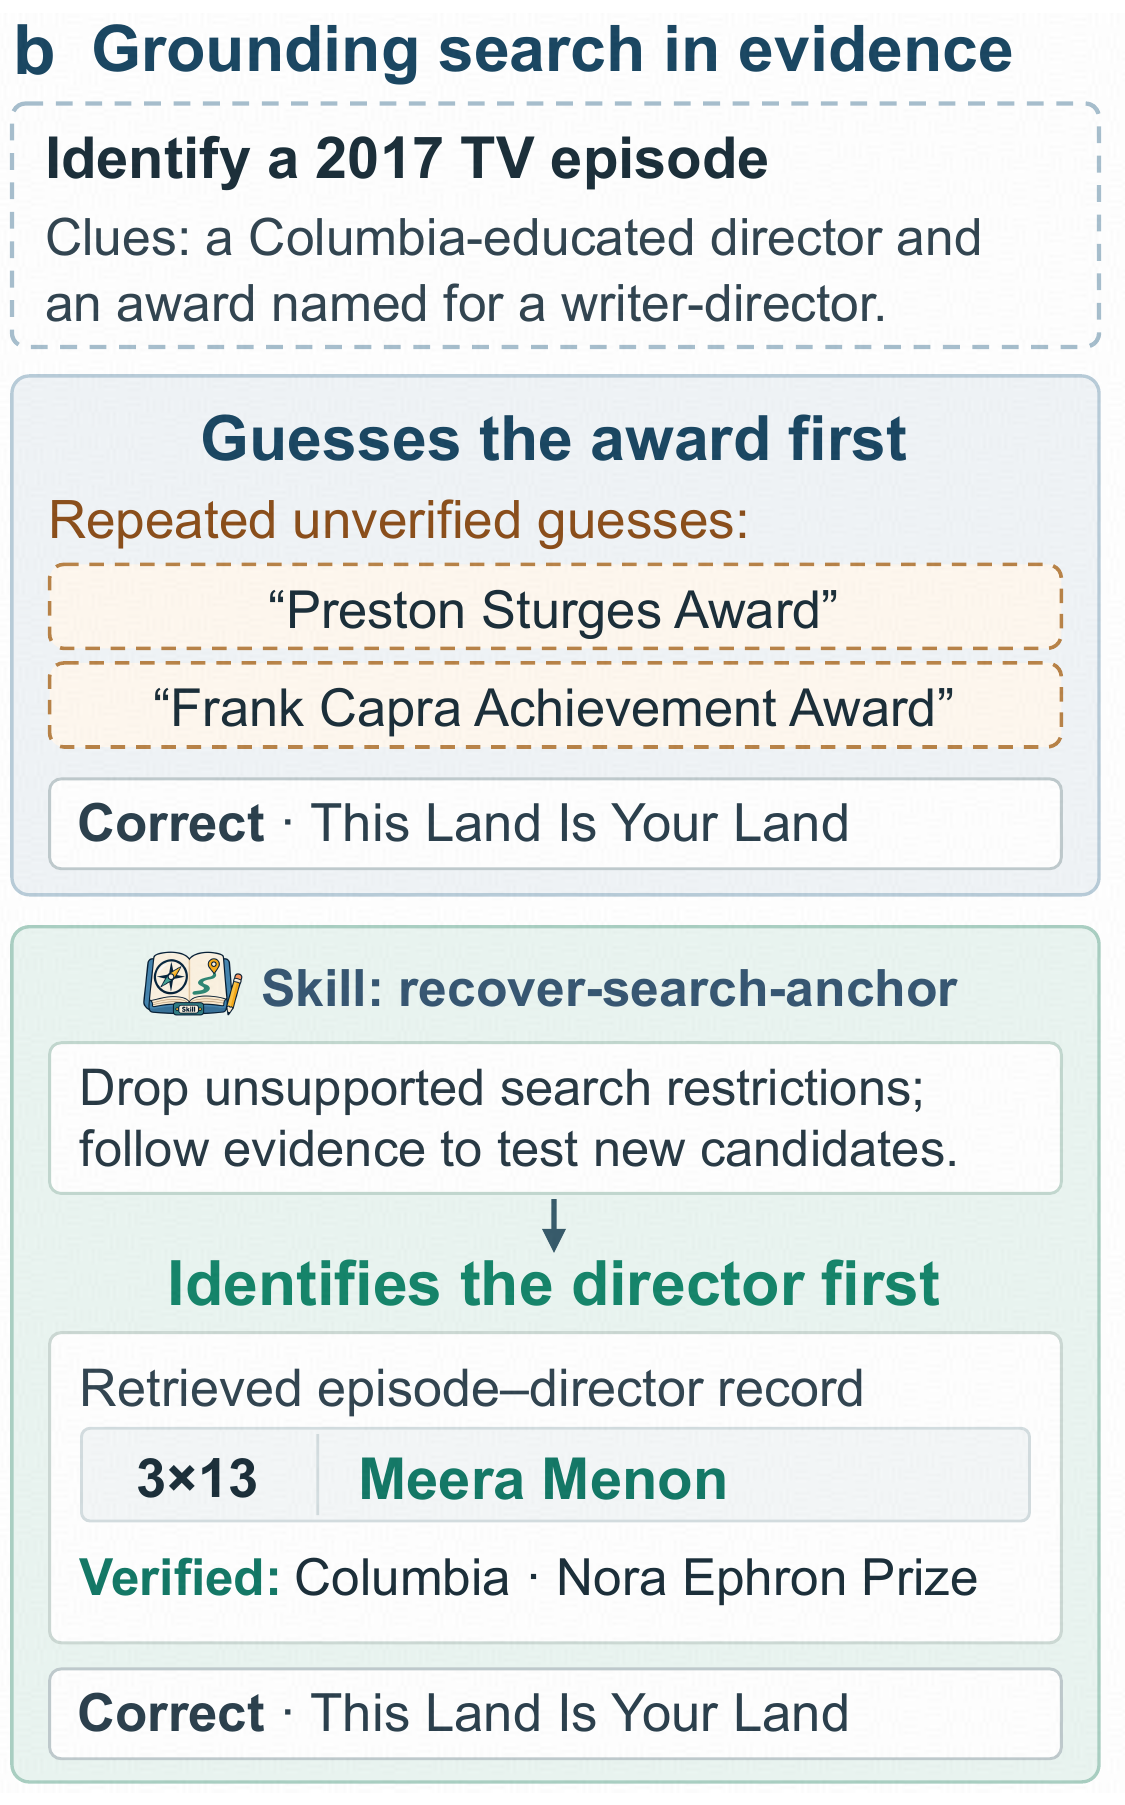 b Grounding search in evidence
Identify a 2017 TV episode
Clues: a Columbia-educated director and
an award named for a writer-director.
Guesses the award first
Repeated unverified guesses:
“Preston Sturges Award”
“Frank Capra Achievement Award”
Correct · This Land Is Your Land
Skill
Skill: recover-search-anchor
Drop unsupported search restrictions;
follow evidence to test new candidates.
Identifies the director first
Retrieved episode–director record
3×13 Meera Menon
Verified: Columbia · Nora Ephron Prize
Correct · This Land Is Your Land